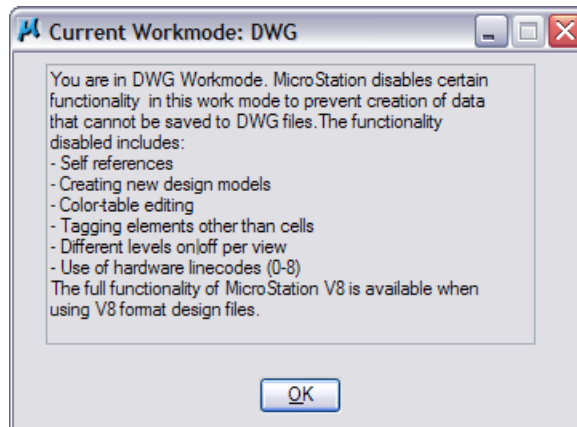 Current Workmode: DWG
You are in DWG Workmode. MicroStation disables certain
functionality in this work mode to prevent creation of data
that cannot be saved to DWG files.The functionality
disabled includes:
- Self references
- Creating new design models
- Color-table editing
- Tagging elements other than cells
- Different levels on|off per view
- Use of hardware linecodes (0-8)
The full functionality of MicroStation V8 is available when
using V8 format design files.
OK